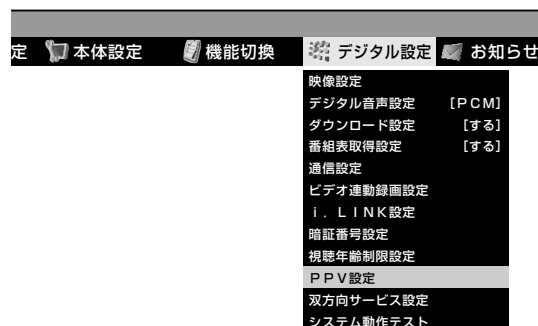 定 本体設定 機能切換 デジタル設定 お知らせ
映像設定
デジタル音声設定 [PCM]
ダウンロード設定 [する]
番組表取得設定 [する]
通信設定
ビデオ連動録画設定
i．LINK設定
暗証番号設定
視聴年齢制限設定
PPV設定
双方向サービス設定
システム動作テスト